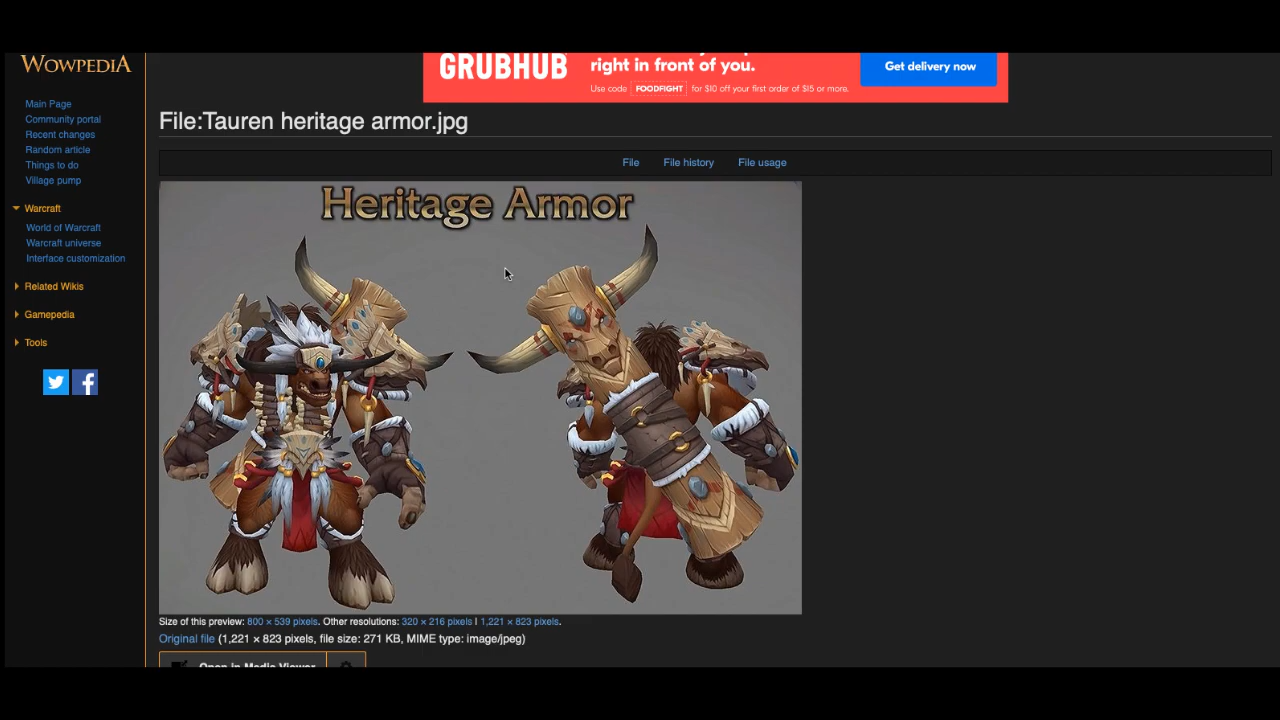 WOWPEDIA
GRUBHUB
right in front of you.
Use code FOODFIGHT for $10 off your first order of $15 or more.
Get delivery now
Main Page
Community portal
Recent changes
Random article
Things to do
Village pump
Warcraft
World of Warcraft
Warcraft universe
Interface customization
Related Wikis
Gamepedia
Tools
File:Tauren heritage armor.jpg
File File history File usage
Heritage Armor
Size of this preview: 800 × 539 pixels. Other resolutions: 320 × 216 pixels | 1,221 × 823 pixels.
Original file (1,221 × 823 pixels, file size: 271 KB, MIME type: image/jpeg)
Open in Media Viewer